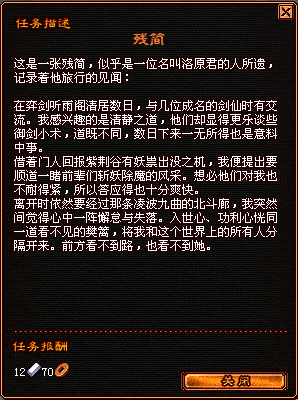 任务描述
残简
这是一张残简，似乎是一位名叫洛原君的人所遗，
记录着他旅行的见闻：
在弈剑听雨阁清居数日，与几位成名的剑仙时有交
流。我感兴趣的是清静之道，他们却显得更乐谈些
御剑小术，道既不同，数日下来一无所得也是意料
中事。
借着门人回报紫荆谷有妖祟出没之机，我便提出要
顺道一睹前辈们斩妖除魔的风采。想必他们对我也
不耐得紧，所以答应得也十分爽快。
离开时依然要经过那条凌波九曲的北斗廊，我突然
间觉得心中一阵懈怠与失落。入世心、功利心恍同
一道看不见的樊篱，将我和这个世界上的所有人分
隔开来。前方看不到路，也看不到她。
任务报酬
12 70
关闭